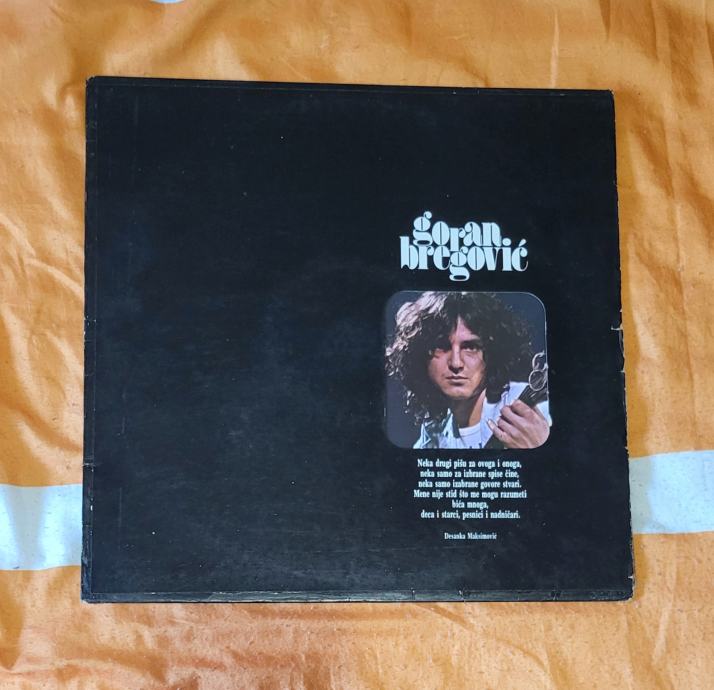 goran
bregović
Neka drugi pišu za ovoga i onoga,
neka samo za izbrane spise čine,
neka samo izabrane govore stvari.
Mene nije stid što me mogu razumeti
bića mnoga,
deca i starci, pesnici i nadničari.
Desanka Maksimović